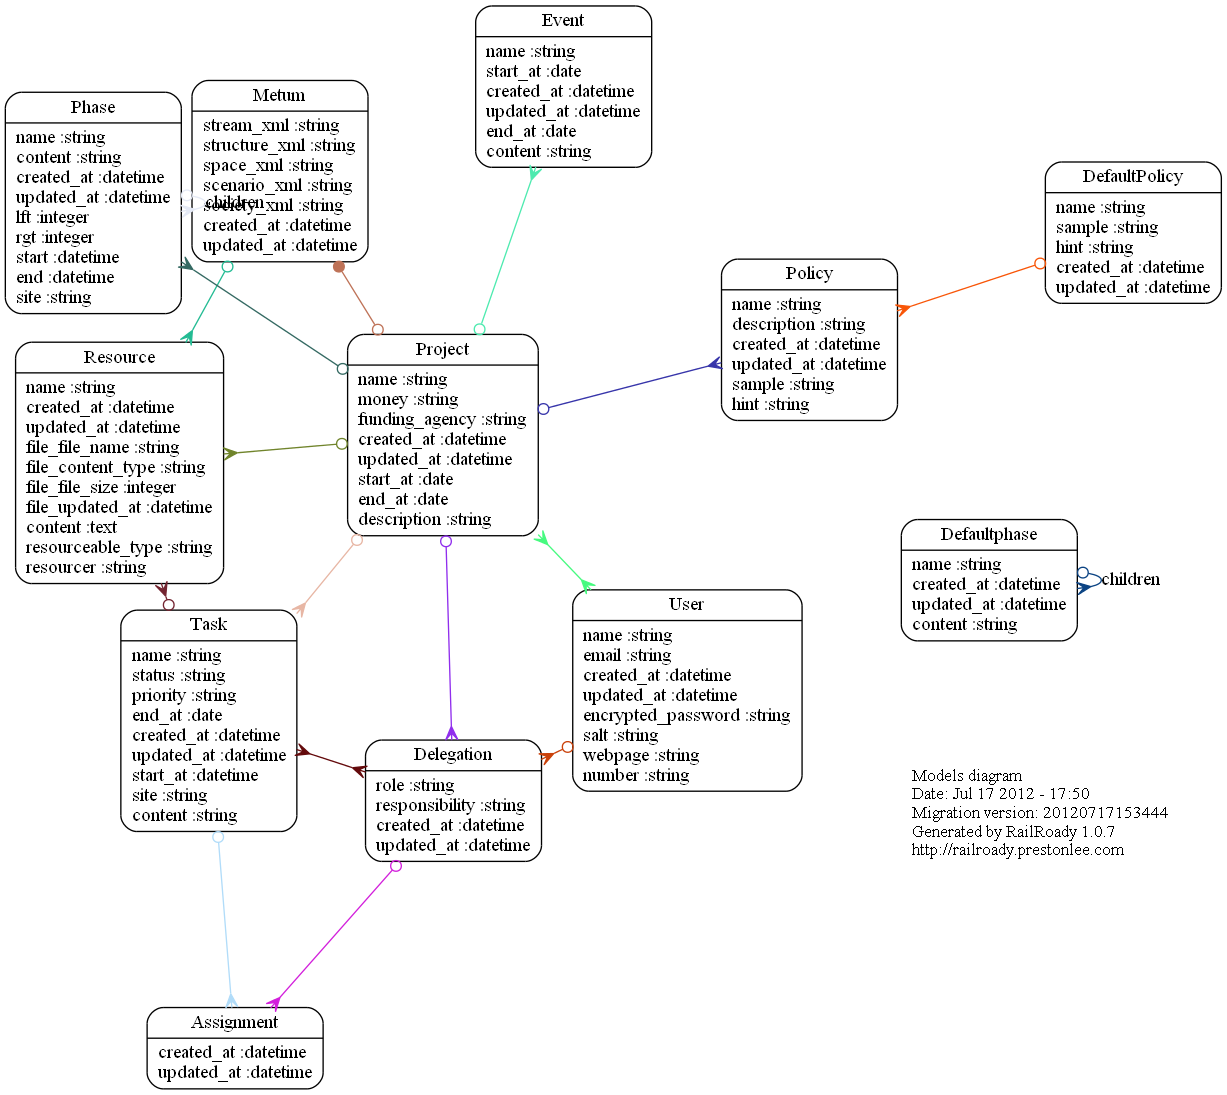 Event
name :string
start_at :date
created_at :datetime
updated_at :datetime
end_at :date
content :string
Phase
name :string
content :string
created_at :datetime
updated_at :datetime
lft :integer
rgt :integer
start :datetime
end :datetime
site :string
children
Metum
stream_xml :string
structure_xml :string
space_xml :string
scenario_xml :string
society_xml :string
created_at :datetime
updated_at :datetime
DefaultPolicy
name :string
sample :string
hint :string
created_at :datetime
updated_at :datetime
Policy
name :string
description :string
created_at :datetime
updated_at :datetime
sample :string
hint :string
Resource
name :string
created_at :datetime
updated_at :datetime
file_file_name :string
file_content_type :string
file_file_size :integer
file_updated_at :datetime
content :text
resourceable_type :string
resourcer :string
Project
name :string
money :string
funding_agency :string
created_at :datetime
updated_at :datetime
start_at :date
end_at :date
description :string
Defaultphase
name :string
created_at :datetime
updated_at :datetime
content :string
children
User
name :string
email :string
created_at :datetime
updated_at :datetime
encrypted_password :string
salt :string
webpage :string
number :string
Task
name :string
status :string
priority :string
end_at :date
created_at :datetime
updated_at :datetime
start_at :datetime
site :string
content :string
Delegation
role :string
responsibility :string
created_at :datetime
updated_at :datetime
Models diagram
Date: Jul 17 2012 - 17:50
Migration version: 20120717153444
Generated by RailRoady 1.0.7
http://railroady.prestonlee.com
Assignment
created_at :datetime
updated_at :datetime